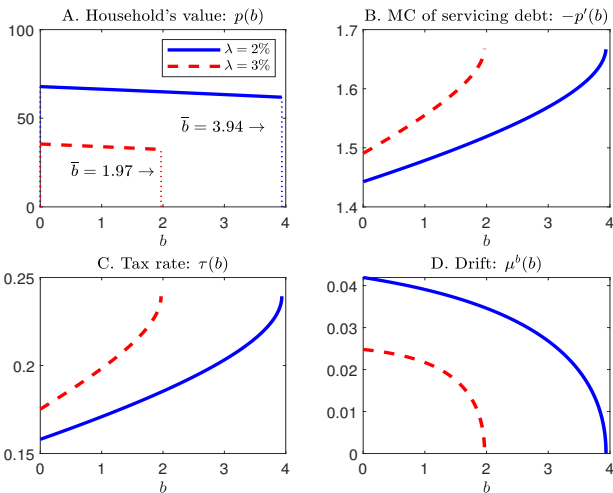 A. Household's value: p(b)
100
50
0
λ = 2%
λ = 3%
b̄ = 3.94 →
b̄ = 1.97 →
0 1 2 3 4
b
B. MC of servicing debt: −p′(b)
1.7
1.6
1.5
1.4
0 1 2 3 4
b
C. Tax rate: τ(b)
0.25
0.2
0.15
0 1 2 3 4
b
D. Drift: μᵇ(b)
0.04
0.03
0.02
0.01
0
0 1 2 3 4
b